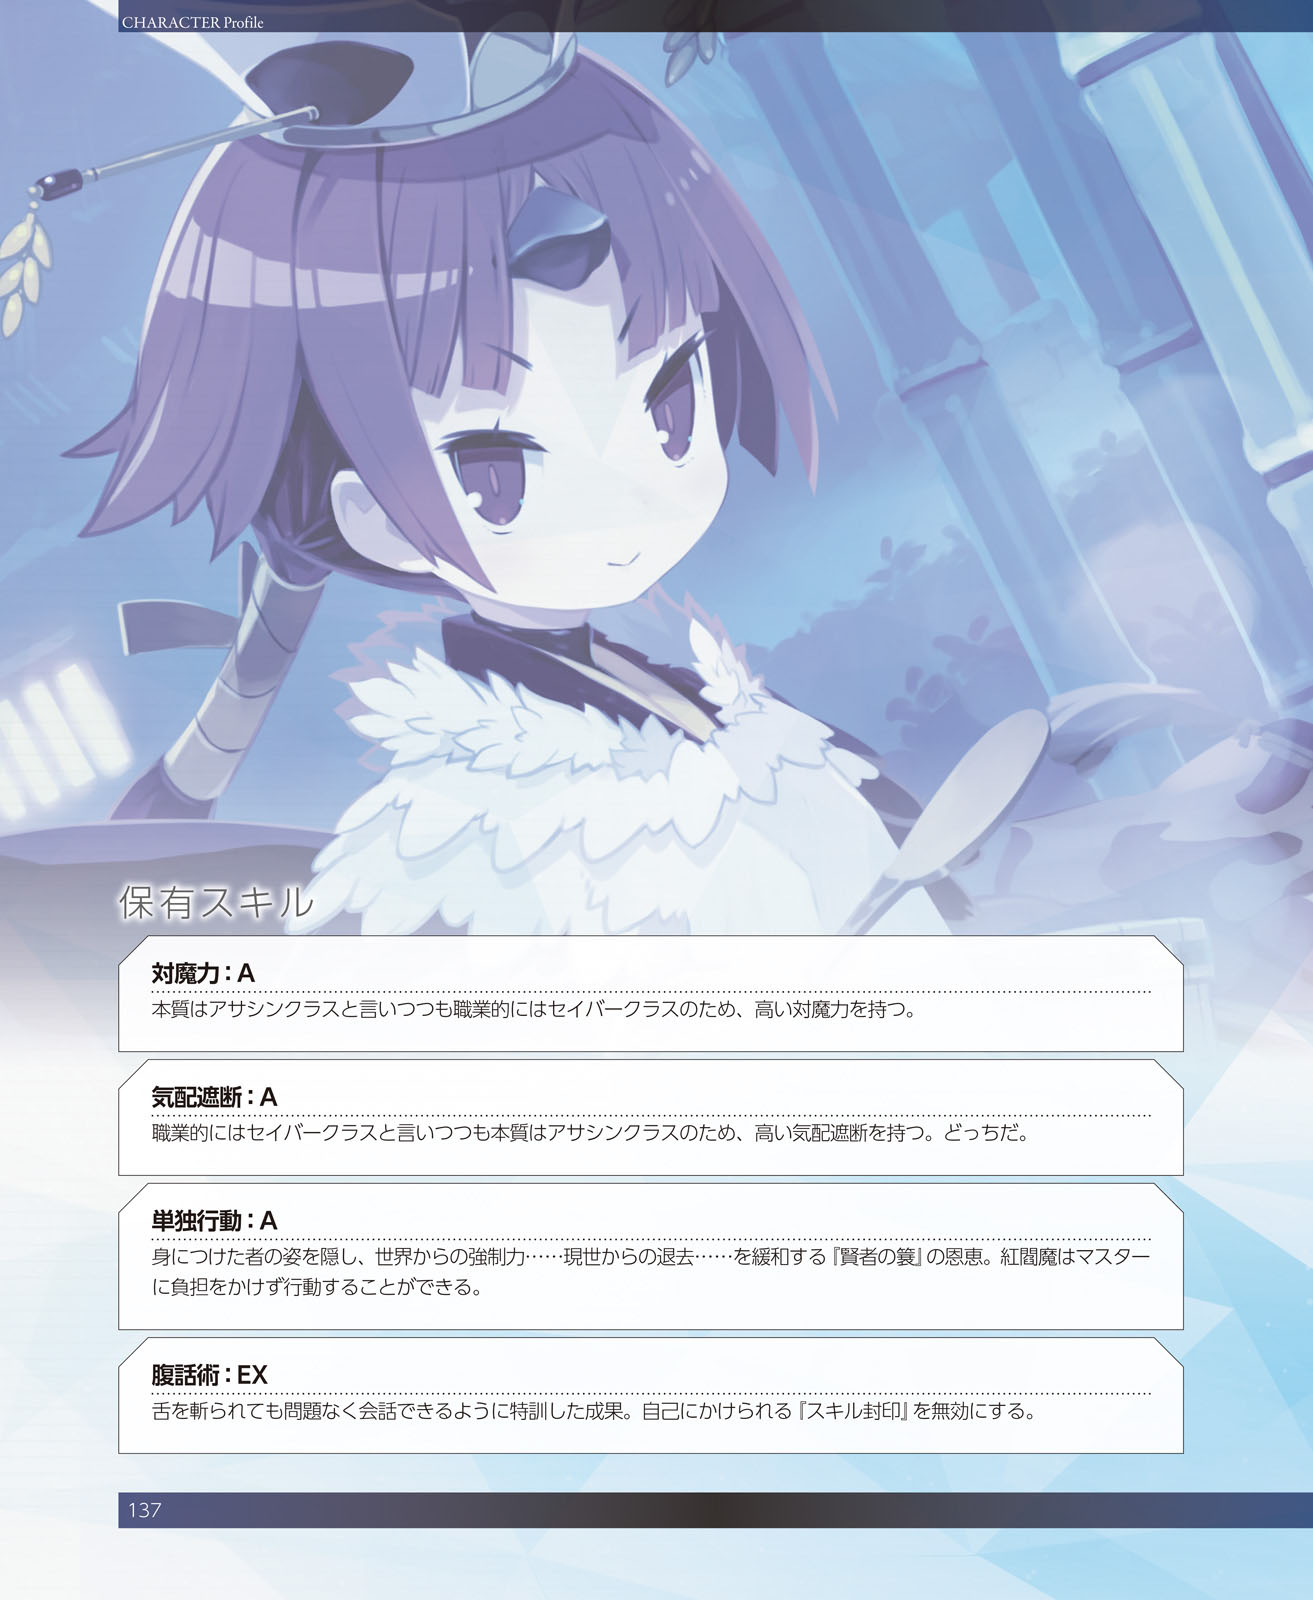 CHARACTER Profile
保有スキル
対魔力：A
本質はアサシンクラスと言いつつも職業的にはセイバークラスのため、高い対魔力を持つ。
気配遮断：A
職業的にはセイバークラスと言いつつも本質はアサシンクラスのため、高い気配遮断を持つ。どっちだ。
単独行動：A
身につけた者の姿を隠し、世界からの強制力……現世からの退去……を緩和する『賢者の簑』の恩恵。紅閻魔はマスター
に負担をかけず行動することができる。
腹話術：EX
舌を斬られても問題なく会話できるように特訓した成果。自己にかけられる『スキル封印』を無効にする。
137